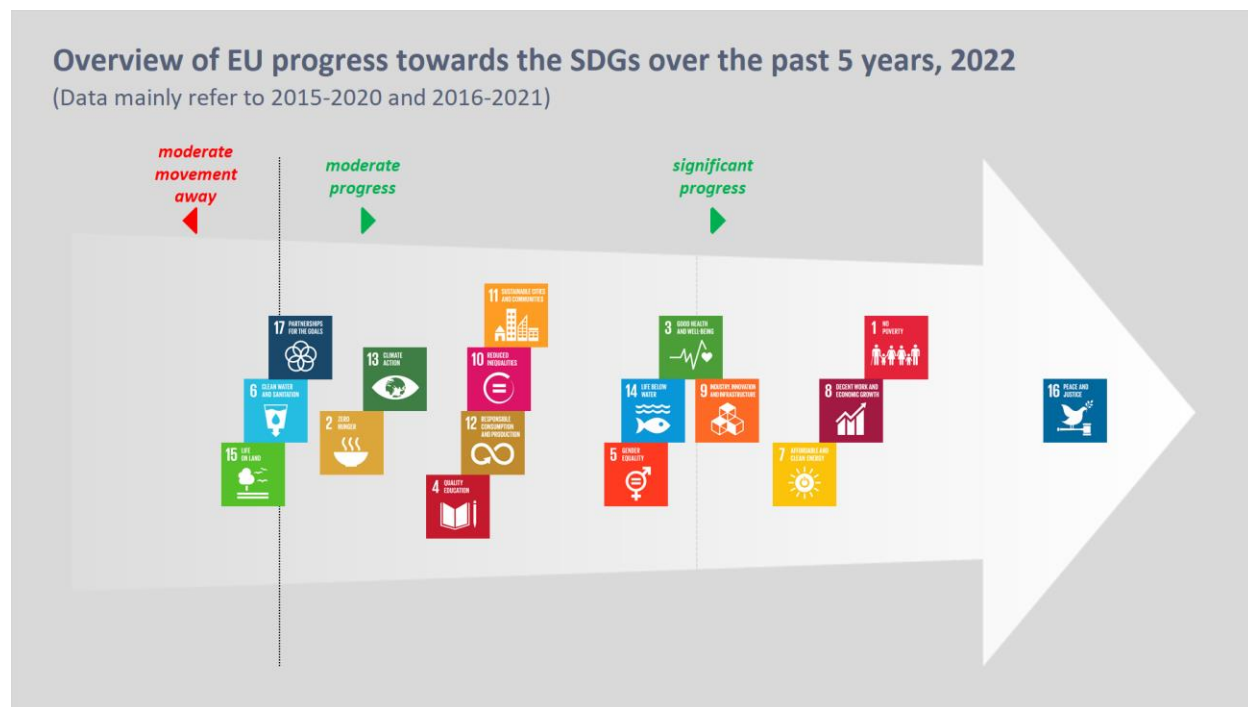 Overview of EU progress towards the SDGs over the past 5 years, 2022
(Data mainly refer to 2015-2020 and 2016-2021)
moderate
movement
away
moderate
progress
significant
progress
11 SUSTAINABLE CITIES
AND COMMUNITIES
17 PARTNERSHIPS
FOR THE GOALS
3 GOOD HEALTH
AND WELL-BEING
1 NO
POVERTY
13 CLIMATE
ACTION
10 REDUCED
INEQUALITIES
6 CLEAN WATER
AND SANITATION
14 LIFE BELOW
WATER
9 INDUSTRY, INNOVATION
AND INFRASTRUCTURE
8 DECENT WORK AND
ECONOMIC GROWTH
16 PEACE AND
JUSTICE
2 ZERO
HUNGER
12 RESPONSIBLE
CONSUMPTION
AND PRODUCTION
15 LIFE
ON LAND
5 GENDER
EQUALITY
7 AFFORDABLE AND
CLEAN ENERGY
4 QUALITY
EDUCATION